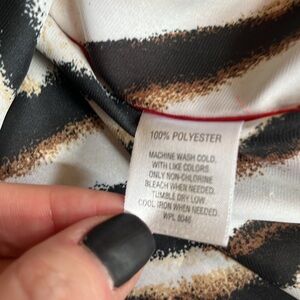 100% POLYESTER
MACHINE WASH COLD,
WITH LIKE COLORS
ONLY NON-CHLORINE
BLEACH WHEN NEEDED.
TUMBLE DRY LOW.
COOL IRON WHEN NEEDED.
WPL 8046